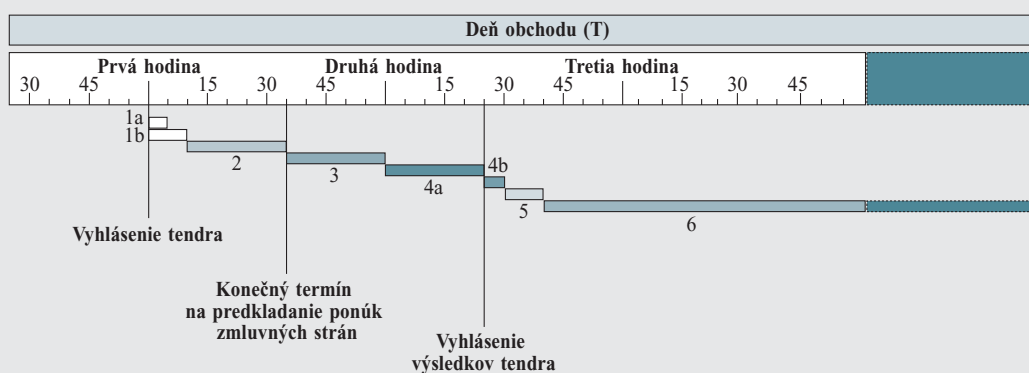 Deň obchodu (T)
Prvá hodina Druhá hodina Tretia hodina
30 45 15 30 45 15 30 45 15 30 45
1a
1b
2
3
4a
4b
5
6
Vyhlásenie tendra
Konečný termín
na predkladanie ponúk
zmluvných strán
Vyhlásenie
výsledkov tendra